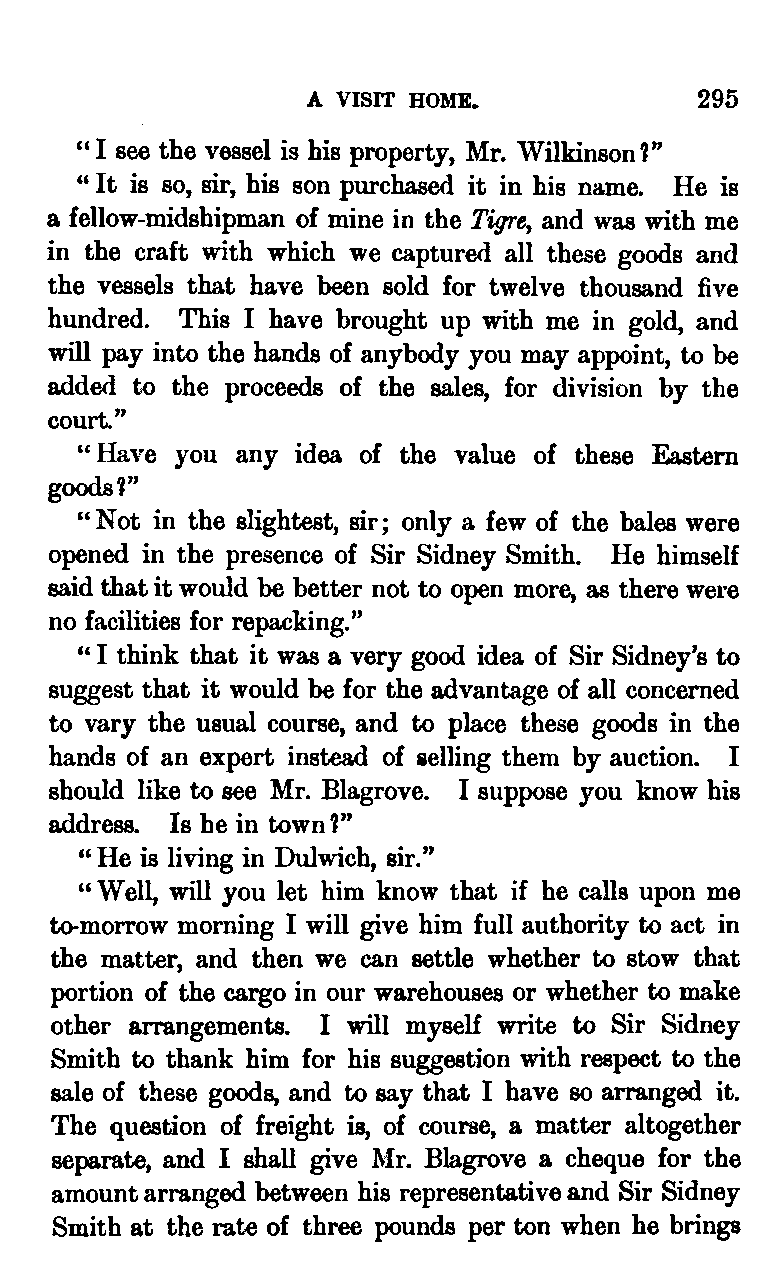 A VISIT HOME. 295
“I see the vessel is his property, Mr. Wilkinson?”
“It is so, sir, his son purchased it in his name. He is
a fellow-midshipman of mine in the Tigre, and was with me
in the craft with which we captured all these goods and
the vessels that have been sold for twelve thousand five
hundred. This I have brought up with me in gold, and
will pay into the hands of anybody you may appoint, to be
added to the proceeds of the sales, for division by the
court.”
“Have you any idea of the value of these Eastern
goods?”
“Not in the slightest, sir; only a few of the bales were
opened in the presence of Sir Sidney Smith. He himself
said that it would be better not to open more, as there were
no facilities for repacking.”
“I think that it was a very good idea of Sir Sidney’s to
suggest that it would be for the advantage of all concerned
to vary the usual course, and to place these goods in the
hands of an expert instead of selling them by auction. I
should like to see Mr. Blagrove. I suppose you know his
address. Is he in town?”
“He is living in Dulwich, sir.”
“Well, will you let him know that if he calls upon me
to-morrow morning I will give him full authority to act in
the matter, and then we can settle whether to stow that
portion of the cargo in our warehouses or whether to make
other arrangements. I will myself write to Sir Sidney
Smith to thank him for his suggestion with respect to the
sale of these goods, and to say that I have so arranged it.
The question of freight is, of course, a matter altogether
separate, and I shall give Mr. Blagrove a cheque for the
amount arranged between his representative and Sir Sidney
Smith at the rate of three pounds per ton when he brings